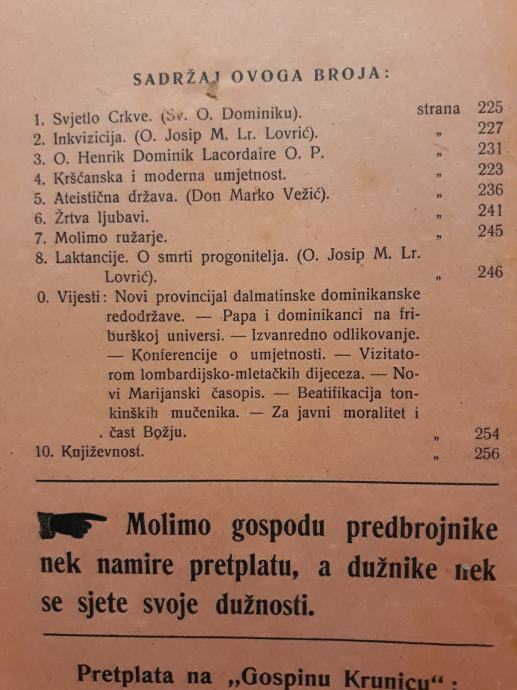 SADRŽAJ OVOGA BROJA:
1. Svjetlo Crkve. (Sv. O. Dominiku). strana 225
2. Inkvizicija. (O. Josip M. Lr. Lovrić). „ 227
3. O. Henrik Dominik Lacordaire O. P. „ 231
4. Kršćanska i moderna umjetnost. „ 223
5. Ateistična država. (Don Marko Vežić). „ 236
6. Žrtva ljubavi. „ 241
7. Molimo ružarje. „ 245
8. Laktancije. O smrti progonitelja. (O. Josip M. Lr.
Lovrić). „ 246
0. Vijesti: Novi provincijal dalmatinske dominikanske
redodržave. — Papa i dominikanci na fri-
burškoj universi. — Izvanredno odlikovanje.
— Konferencije o umjetnosti. — Vizitato-
rom lombardijsko-mletačkih dijeceza. — No-
vi Marijanski časopis. — Beatifikacija ton-
kinških mučenika. — Za javni moralitet i
čast Božju. „ 254
10. Književnost. „ 256
Molimo gospodu predbrojnike
nek namire pretplatu, a dužnike nek
se sjete svoje dužnosti.
Pretplata na „Gospinu Krunicu“: